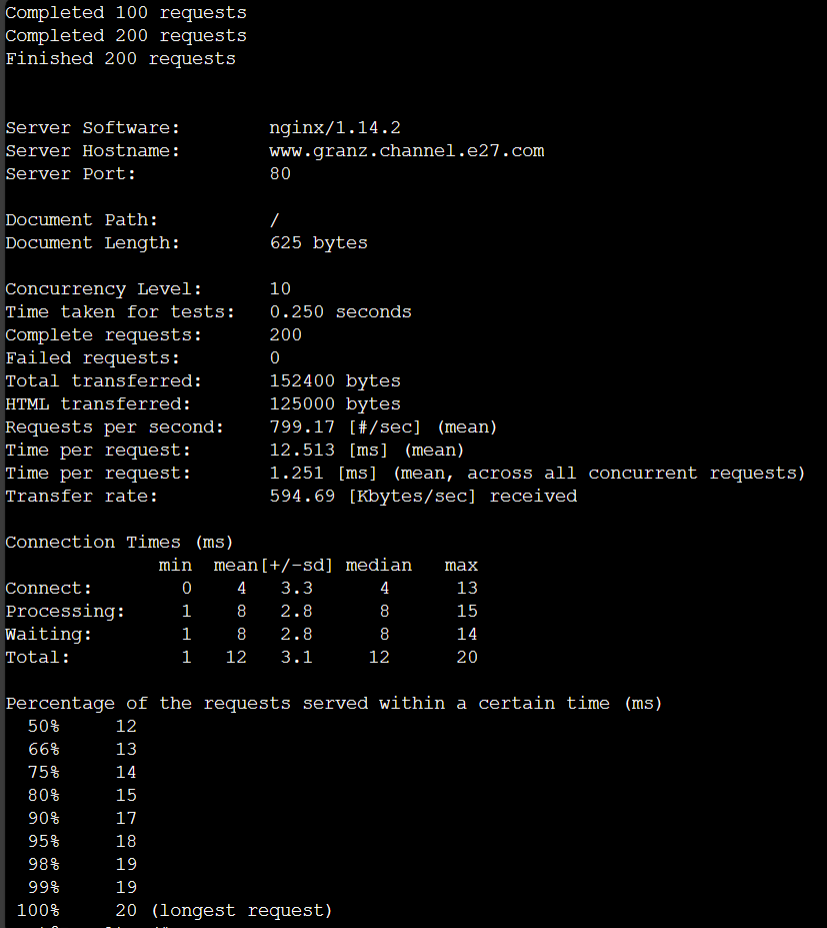 Completed 100 requests
Completed 200 requests
Finished 200 requests
Server Software: nginx/1.14.2
Server Hostname: www.granz.channel.e27.com
Server Port: 80
Document Path: /
Document Length: 625 bytes
Concurrency Level: 10
Time taken for tests: 0.250 seconds
Complete requests: 200
Failed requests: 0
Total transferred: 152400 bytes
HTML transferred: 125000 bytes
Requests per second: 799.17 [#/sec] (mean)
Time per request: 12.513 [ms] (mean)
Time per request: 1.251 [ms] (mean, across all concurrent requests)
Transfer rate: 594.69 [Kbytes/sec] received
Connection Times (ms)
min mean[+/-sd] median max
Connect: 0 4 3.3 4 13
Processing: 1 8 2.8 8 15
Waiting: 1 8 2.8 8 14
Total: 1 12 3.1 12 20
Percentage of the requests served within a certain time (ms)
50% 12
66% 13
75% 14
80% 15
90% 17
95% 18
98% 19
99% 19
100% 20 (longest request)